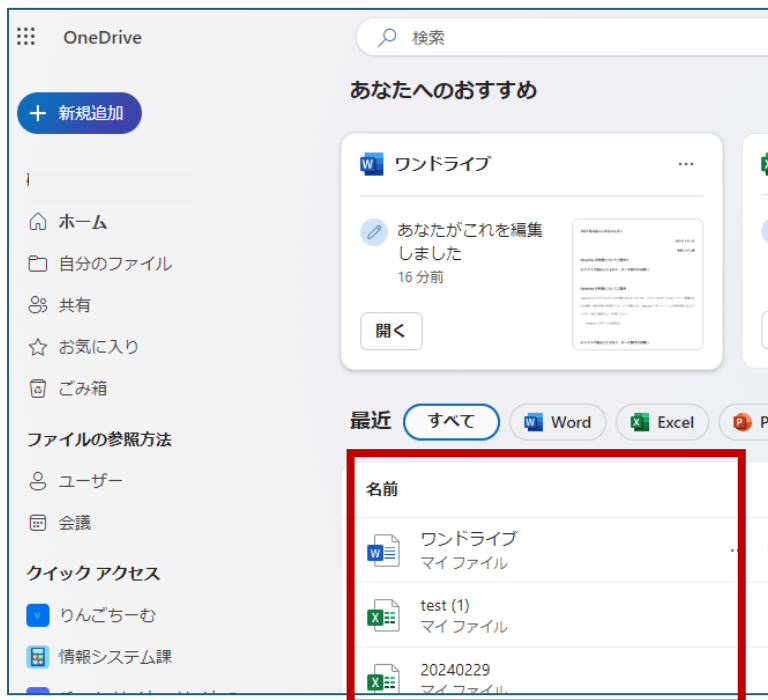 OneDrive
検索
新規追加
ホーム
自分のファイル
共有
お気に入り
ごみ箱
ファイルの参照方法
ユーザー
会議
クイック アクセス
りんごちーむ
情報システム課
あなたへのおすすめ
ワンドライブ
あなたがこれを編集
しました
16 分前
開く
最近 すべて Word Excel P
名前
ワンドライブ
マイ ファイル
test (1)
マイ ファイル
20240229
マイ ファイル